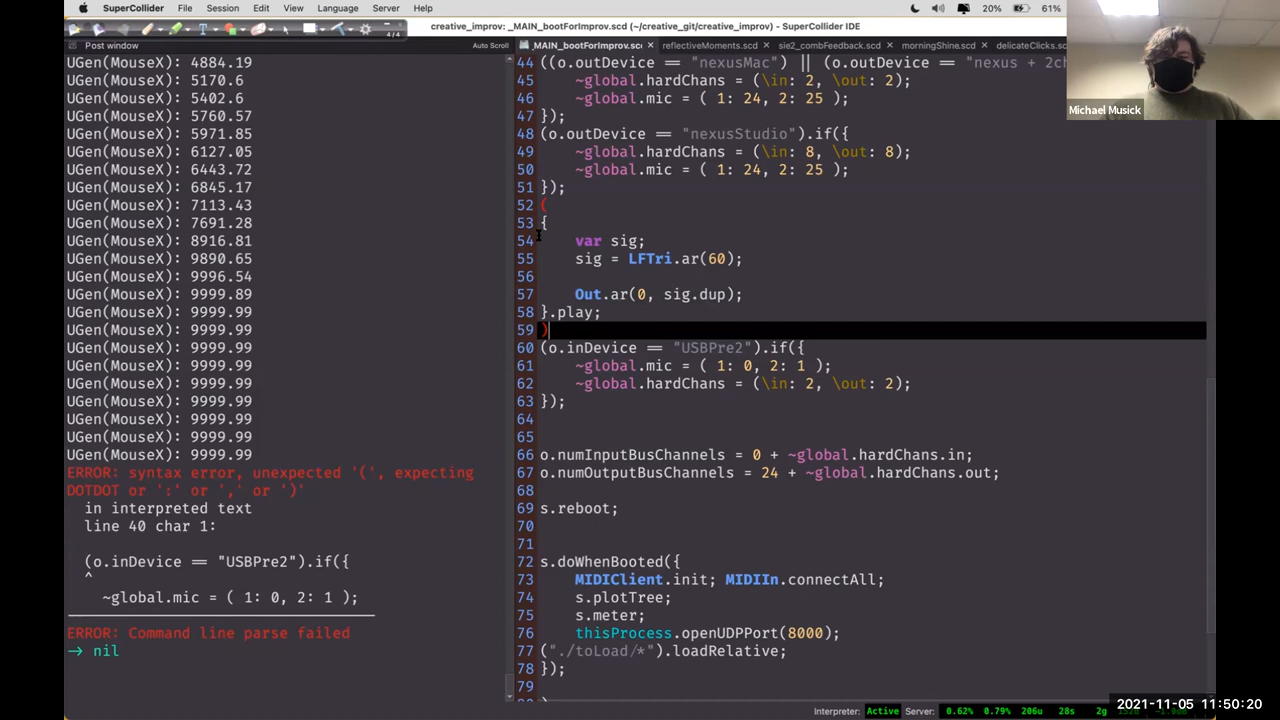 SuperCollider File Session Edit View Language Server Help 20% 61%
4/4 creative_improv: _MAIN_bootForImprov.scd (~/creative_git/creative_improv) - SuperCollider IDE
Post window Auto Scroll
_MAIN_bootForImprov.scd reflectiveMoments.scd sie2_combFeedback.scd morningShine.scd delicateClicks.scd
UGen(MouseX): 4884.19
UGen(MouseX): 5170.6
UGen(MouseX): 5402.6
UGen(MouseX): 5760.57
UGen(MouseX): 5971.85
UGen(MouseX): 6127.05
UGen(MouseX): 6443.72
UGen(MouseX): 6845.17
UGen(MouseX): 7113.43
UGen(MouseX): 7691.28
UGen(MouseX): 8916.81
UGen(MouseX): 9890.65
UGen(MouseX): 9996.54
UGen(MouseX): 9999.89
UGen(MouseX): 9999.99
UGen(MouseX): 9999.99
UGen(MouseX): 9999.99
UGen(MouseX): 9999.99
UGen(MouseX): 9999.99
UGen(MouseX): 9999.99
UGen(MouseX): 9999.99
UGen(MouseX): 9999.99
UGen(MouseX): 9999.99
ERROR: syntax error, unexpected '(', expecting
DOTDOT or ':' or ',' or ')'
in interpreted text
line 40 char 1:
(o.inDevice == "USBPre2").if({
^
~global.mic = ( 1: 0, 2: 1 );
ERROR: Command line parse failed
-> nil
44 ((o.outDevice == "nexusMac") || (o.outDevice == "nexus + 2ch
45 ~global.hardChans = (\in: 2, \out: 2);
46 ~global.mic = ( 1: 24, 2: 25 );
47 });
48 (o.outDevice == "nexusStudio").if({
49 ~global.hardChans = (\in: 8, \out: 8);
50 ~global.mic = ( 1: 24, 2: 25 );
51 });
52 (
53 {
54 var sig;
55 sig = LFTri.ar(60);
56
57 Out.ar(0, sig.dup);
58 }.play;
59 )
60 (o.inDevice == "USBPre2").if({
61 ~global.mic = ( 1: 0, 2: 1 );
62 ~global.hardChans = (\in: 2, \out: 2);
63 });
64
65
66 o.numInputBusChannels = 0 + ~global.hardChans.in;
67 o.numOutputBusChannels = 24 + ~global.hardChans.out;
68
69 s.reboot;
70
71
72 s.doWhenBooted({
73 MIDIClient.init; MIDIIn.connectAll;
74 s.plotTree;
75 s.meter;
76 thisProcess.openUDPPort(8000);
77 ("./toLoad/*").loadRelative;
78 });
79
Michael Musick
2021-11-05 11:50:20
Interpreter: Active Server: 0.62% 0.79% 206u 28s 2g